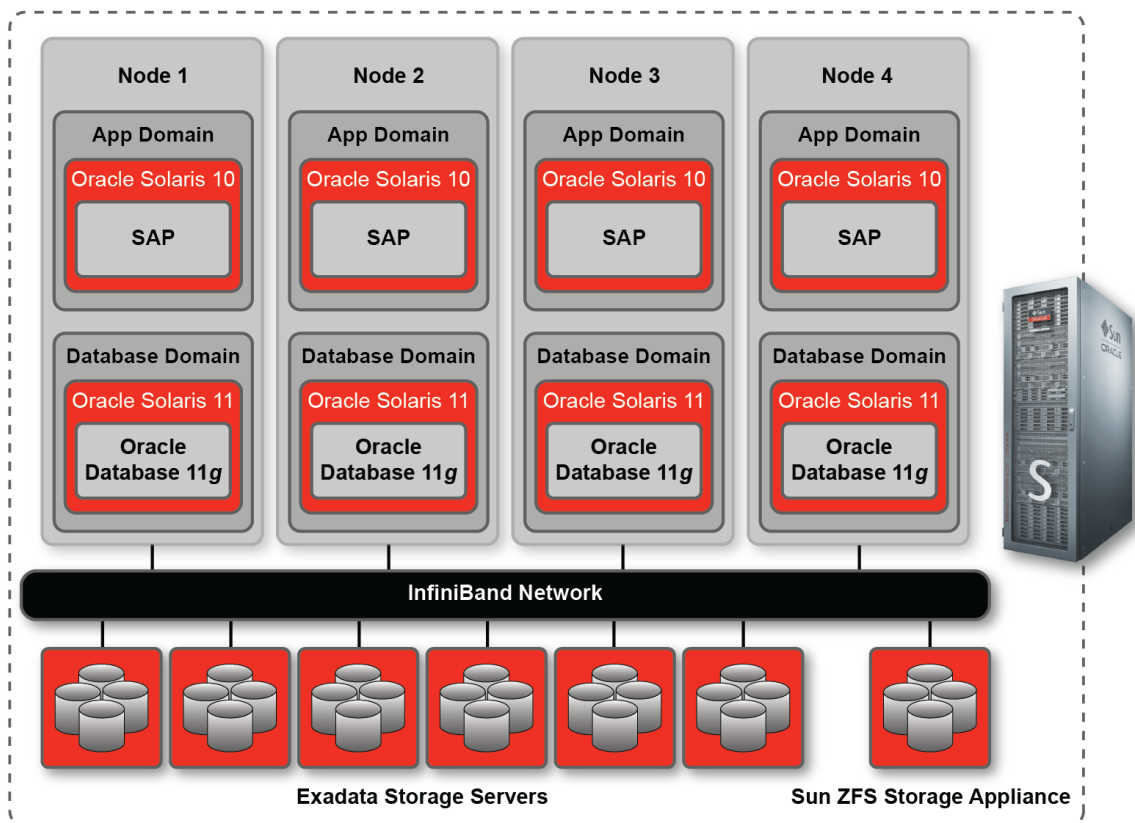 Node 1
Node 2
Node 3
Node 4
App Domain
App Domain
App Domain
App Domain
Oracle Solaris 10
Oracle Solaris 10
Oracle Solaris 10
Oracle Solaris 10
SAP
SAP
SAP
SAP
Database Domain
Database Domain
Database Domain
Database Domain
Oracle Solaris 11
Oracle Solaris 11
Oracle Solaris 11
Oracle Solaris 11
Oracle
Database 11g
Oracle
Database 11g
Oracle
Database 11g
Oracle
Database 11g
Sun
Sun
ORACLE
S
InfiniBand Network
Exadata Storage Servers
Sun ZFS Storage Appliance